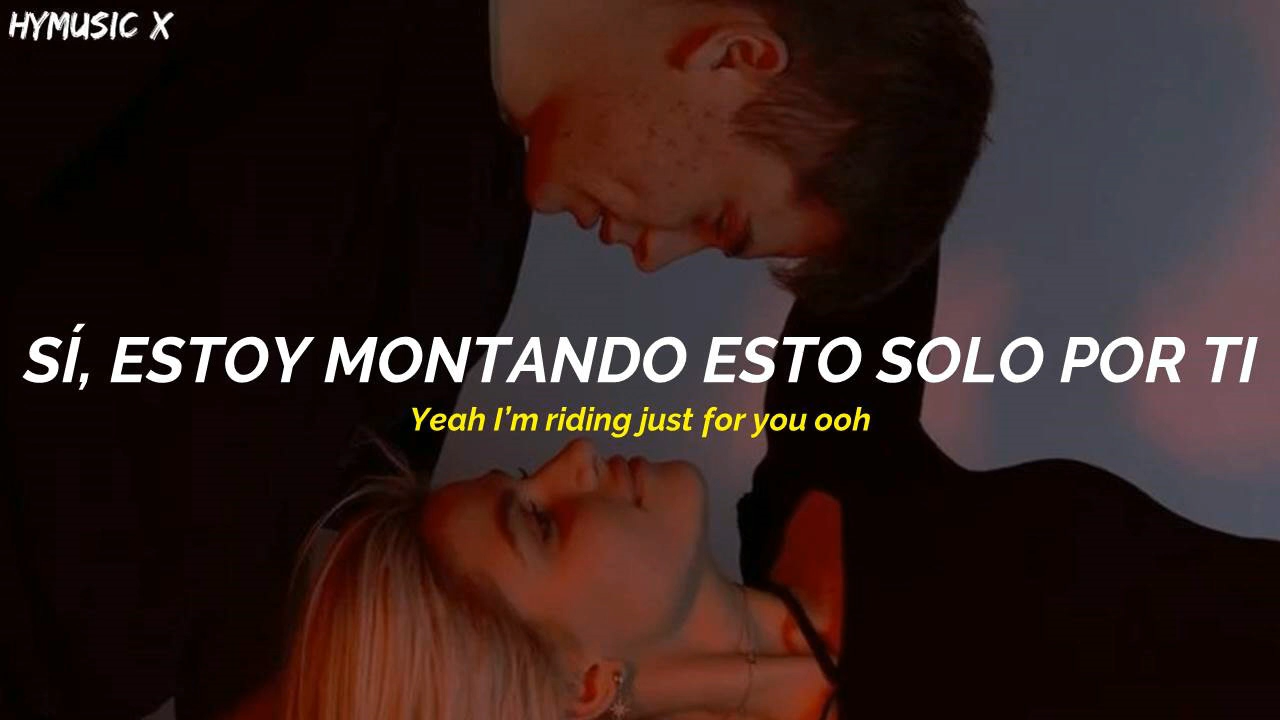 HYMUSIC X
SÍ, ESTOY MONTANDO ESTO SOLO POR TI
Yeah I'm riding just for you ooh